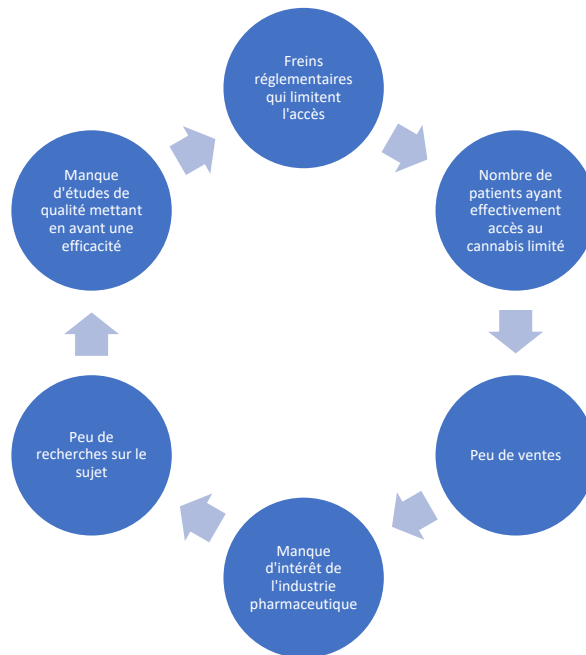 Freins
réglementaires
qui limitent
l'accès
Nombre de
patients ayant
effectivement
accès au
cannabis limité
Peu de ventes
Manque
d'intérêt de
l'industrie
pharmaceutique
Peu de
recherches sur le
sujet
Manque
d'études de
qualité mettant
en avant une
efficacité